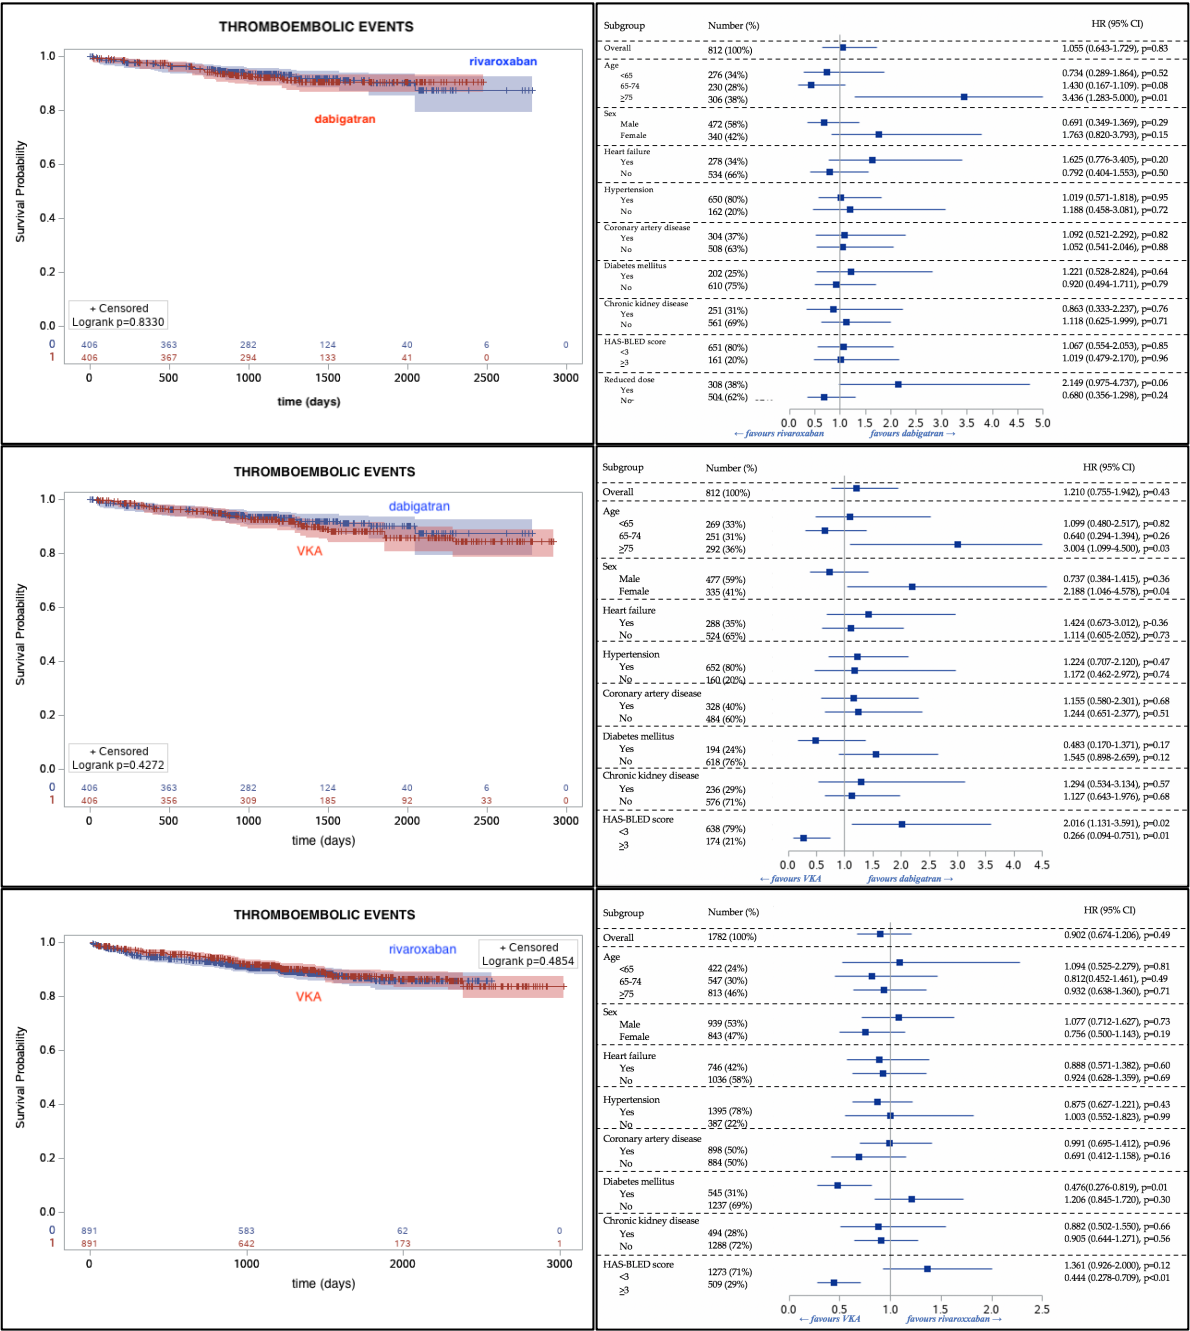 THROMBOEMBOLIC EVENTS
1.0
0.8
0.6
0.4
0.2
0.0
Survival Probability
rivaroxaban
dabigatran
+ Censored
Logrank p=0.8330
0 406 363 282 124 40 6 0
1 406 367 294 133 41 0
0 500 1000 1500 2000 2500 3000
time (days)
Subgroup Number (%) HR (95% CI)
Overall 812 (100%) 1.055 (0.643-1.729), p=0.83
Age
<65 276 (34%) 0.734 (0.289-1.864), p=0.52
65-74 230 (28%) 1.430 (0.167-1.109), p=0.08
≥75 306 (38%) 3.436 (1.283-5.000), p=0.01
Sex
Male 472 (58%) 0.691 (0.349-1.369), p=0.29
Female 340 (42%) 1.763 (0.820-3.793), p=0.15
Heart failure
Yes 278 (34%) 1.625 (0.776-3.405), p=0.20
No 534 (66%) 0.792 (0.404-1.553), p=0.50
Hypertension
Yes 650 (80%) 1.019 (0.571-1.818), p=0.95
No 162 (20%) 1.188 (0.458-3.081), p=0.72
Coronary artery disease
Yes 304 (37%) 1.092 (0.521-2.292), p=0.82
No 508 (63%) 1.052 (0.541-2.046), p=0.88
Diabetes mellitus
Yes 202 (25%) 1.221 (0.528-2.824), p=0.64
No 610 (75%) 0.920 (0.494-1.711), p=0.79
Chronic kidney disease
Yes 251 (31%) 0.863 (0.333-2.237), p=0.76
No 561 (69%) 1.118 (0.625-1.999), p=0.71
HAS-BLED score
<3 651 (80%) 1.067 (0.554-2.053), p=0.85
≥3 161 (20%) 1.019 (0.479-2.170), p=0.96
Reduced dose
Yes 308 (38%) 2.149 (0.975-4.737), p=0.06
No 504 (62%) 0.680 (0.356-1.298), p=0.24
0.0 0.5 1.0 1.5 2.0 2.5 3.0 3.5 4.0 4.5 5.0
← favours rivaroxaban favours dabigatran →
THROMBOEMBOLIC EVENTS
1.0
0.8
0.6
0.4
0.2
0.0
Survival Probability
dabigatran
VKA
+ Censored
Logrank p=0.4272
0 406 363 282 124 40 6 0
1 406 356 309 185 92 33 0
0 500 1000 1500 2000 2500 3000
time (days)
Subgroup Number (%) HR (95% CI)
Overall 812 (100%) 1.210 (0.755-1.942), p=0.43
Age
<65 269 (33%) 1.099 (0.480-2.517), p=0.82
65-74 251 (31%) 0.640 (0.294-1.394), p=0.26
≥75 292 (36%) 3.004 (1.099-4.500), p=0.03
Sex
Male 477 (59%) 0.737 (0.384-1.415), p=0.36
Female 335 (41%) 2.188 (1.046-4.578), p=0.04
Heart failure
Yes 288 (35%) 1.424 (0.673-3.012), p-0.36
No 524 (65%) 1.114 (0.605-2.052), p=0.73
Hypertension
Yes 652 (80%) 1.224 (0.707-2.120), p=0.47
No 160 (20%) 1.172 (0.462-2.972), p=0.74
Coronary artery disease
Yes 328 (40%) 1.155 (0.580-2.301), p=0.68
No 484 (60%) 1.244 (0.651-2.377), p=0.51
Diabetes mellitus
Yes 194 (24%) 0.483 (0.170-1.371), p=0.17
No 618 (76%) 1.545 (0.898-2.659), p=0.12
Chronic kidney disease
Yes 236 (29%) 1.294 (0.534-3.134), p=0.57
No 576 (71%) 1.127 (0.643-1.976), p=0.68
HAS-BLED score
<3 638 (79%) 2.016 (1.131-3.591), p=0.02
≥3 174 (21%) 0.266 (0.094-0.751), p=0.01
0.0 0.5 1.0 1.5 2.0 2.5 3.0 3.5 4.0 4.5
← favours VKA favours dabigatran →
THROMBOEMBOLIC EVENTS
1.0
0.8
0.6
0.4
0.2
0.0
Survival Probability
rivaroxaban
VKA
+ Censored
Logrank p=0.4854
0 891 583 62 0
1 891 642 173 1
0 1000 2000 3000
time (days)
Subgroup Number (%) HR (95% CI)
Overall 1782 (100%) 0.902 (0.674-1.206), p=0.49
Age
<65 422 (24%) 1.094 (0.525-2.279), p=0.81
65-74 547 (30%) 0.812(0.452-1.461), p=0.49
≥75 813 (46%) 0.932 (0.638-1.360), p=0.71
Sex
Male 939 (53%) 1.077 (0.712-1.627), p=0.73
Female 843 (47%) 0.756 (0.500-1.143), p=0.19
Heart failure
Yes 746 (42%) 0.888 (0.571-1.382), p=0.60
No 1036 (58%) 0.924 (0.628-1.359), p=0.69
Hypertension
Yes 1395 (78%) 0.875 (0.627-1.221), p=0.43
No 387 (22%) 1.003 (0.552-1.823), p=0.99
Coronary artery disease
Yes 898 (50%) 0.991 (0.695-1.412), p=0.96
No 884 (50%) 0.691 (0.412-1.158), p=0.16
Diabetes mellitus
Yes 545 (31%) 0.476(0.276-0.819), p=0.01
No 1237 (69%) 1.206 (0.845-1.720), p=0.30
Chronic kidney disease
Yes 494 (28%) 0.882 (0.502-1.550), p=0.66
No 1288 (72%) 0.905 (0.644-1.271), p=0.56
HAS-BLED score
<3 1273 (71%) 1.361 (0.926-2.000), p=0.12
≥3 509 (29%) 0.444 (0.278-0.709), p<0.01
0.0 0.5 1.0 1.5 2.0 2.5
← favours VKA favours rivaroxxaban →